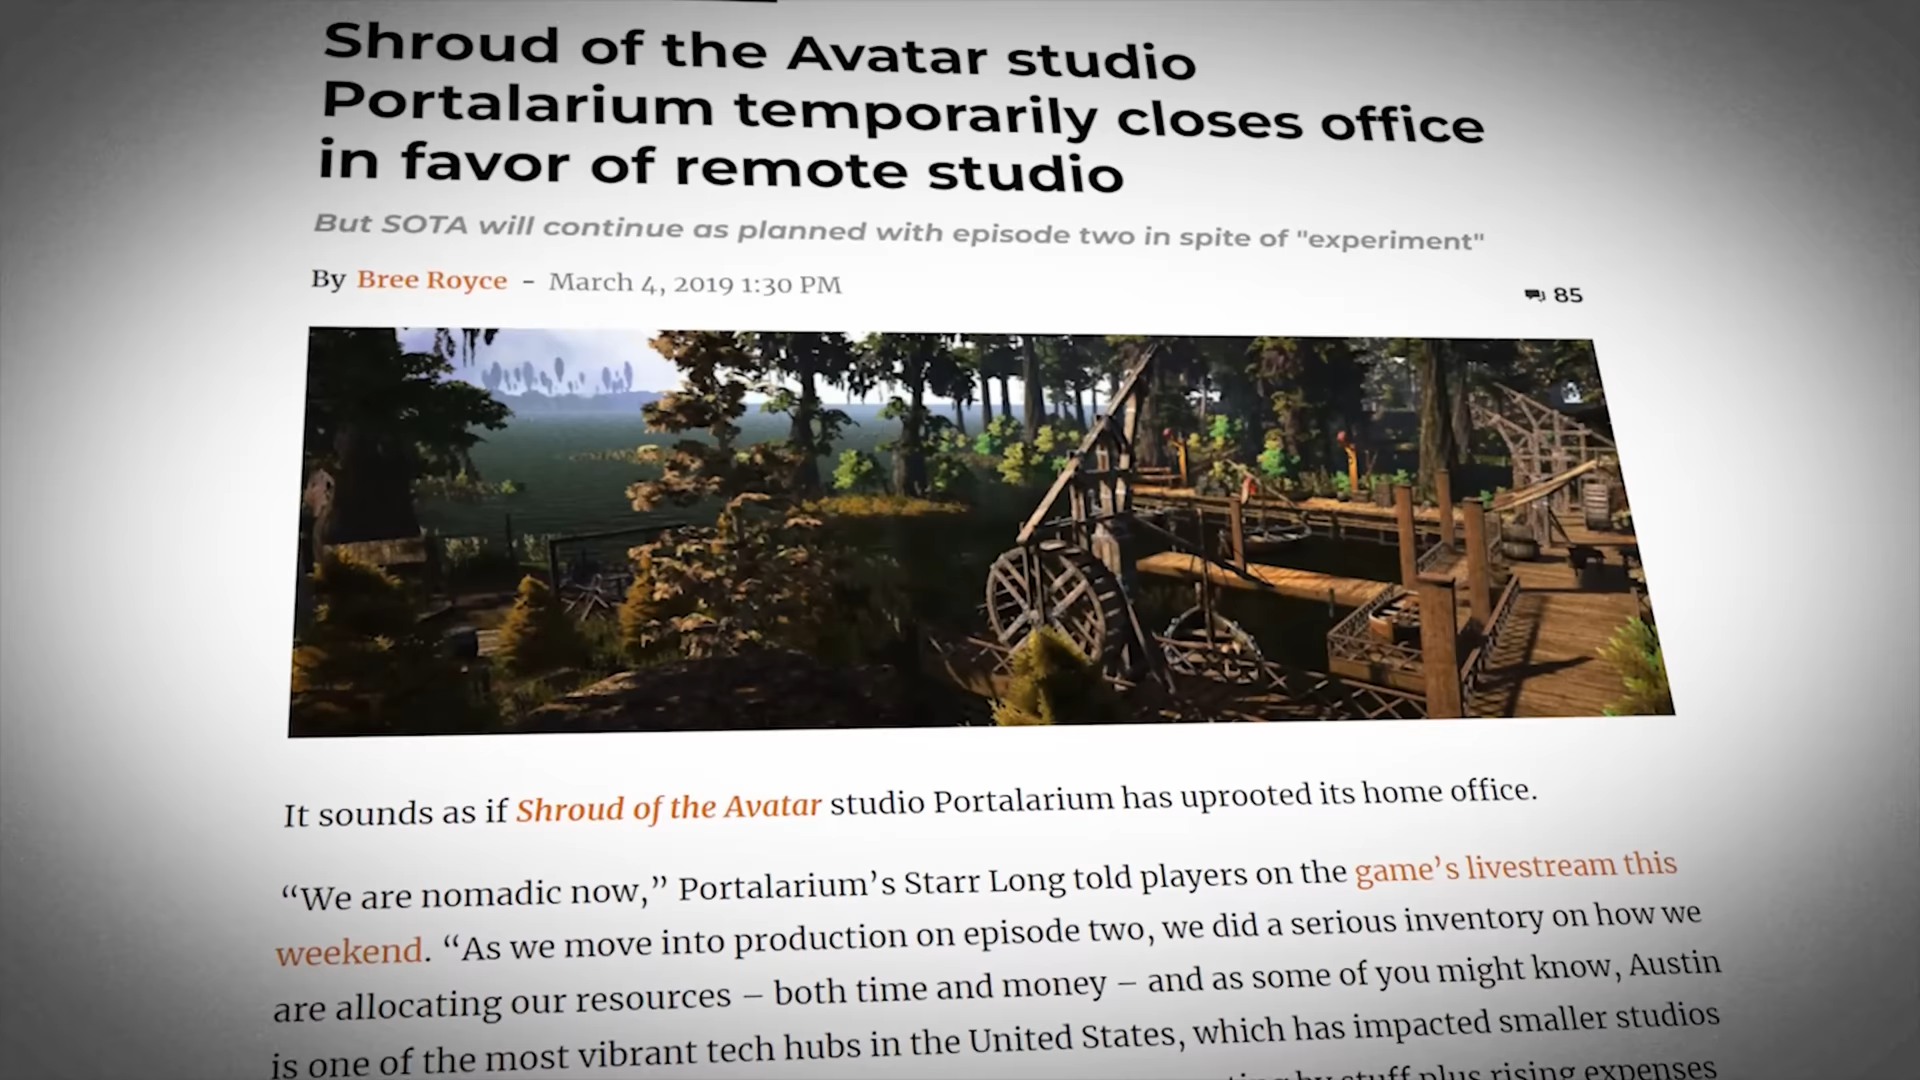 Shroud of the Avatar studio
Portalarium temporarily closes office
in favor of remote studio
But SOTA will continue as planned with episode two in spite of "experiment"
By Bree Royce - March 4, 2019 1:30 PM
85
It sounds as if Shroud of the Avatar studio Portalarium has uprooted its home office.
“We are nomadic now,” Portalarium’s Starr Long told players on the game’s livestream this
weekend. “As we move into production on episode two, we did a serious inventory on how we
are allocating our resources – both time and money – and as some of you might know, Austin
is one of the most vibrant tech hubs in the United States, which has impacted smaller studios
by stuff plus rising expenses